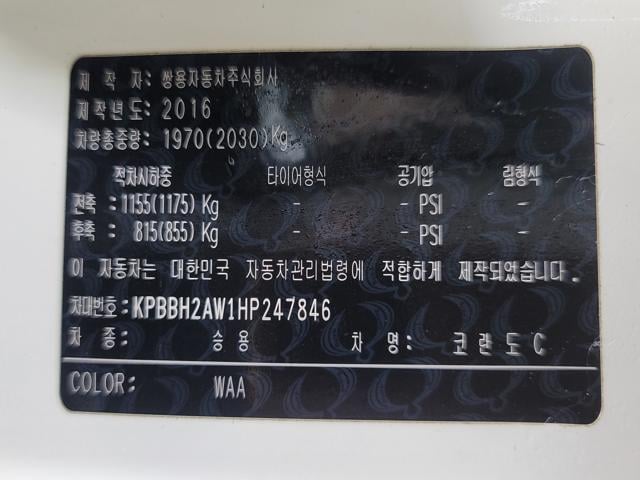 제 작 자: 쌍용자동차주식회사
제작년도: 2016
차량총중량: 1970(2030)Kg
적차시하중 타이어형식 공기압 림형식
전축 : 1155(1175) Kg - - PSI -
후축 : 815(855) Kg - - PSI -
이 자동차는 대한민국 자동차관리법령에 적합하게 제작되었습니다.
차대번호: KPBBH2AW1HP247846
차 종: 승용 차 명: 코란도 C
COLOR: WAA